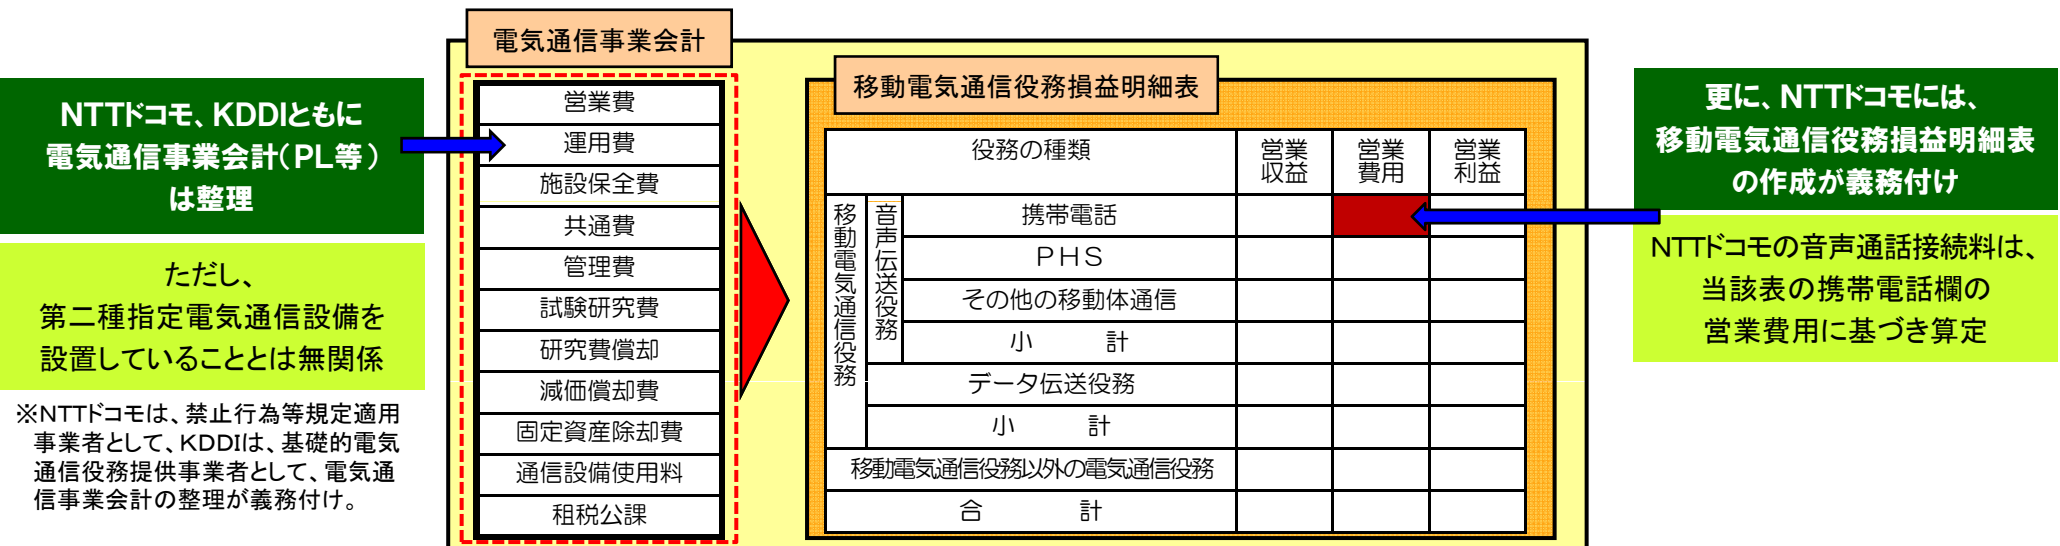 電気通信事業会計
NTTドコモ、KDDIともに
電気通信事業会計(PL等)
は整理
ただし、
第二種指定電気通信設備を
設置していることとは無関係
※NTTドコモは、禁止行為等規定適用
事業者として、KDDIは、基礎的電気
通信役務提供事業者として、電気通
信事業会計の整理が義務付け。
営業費
運用費
施設保全費
共通費
管理費
試験研究費
研究費償却
減価償却費
固定資産除却費
通信設備使用料
租税公課
移動電気通信役務損益明細表
役務の種類
営業
収益
営業
費用
営業
利益
移動電気通信役務
音声伝送役務
携帯電話
PHS
その他の移動体通信
小 計
データ伝送役務
小 計
移動電気通信役務以外の電気通信役務
合 計
更に、NTTドコモには、
移動電気通信役務損益明細表
の作成が義務付け
NTTドコモの音声通話接続料は、
当該表の携帯電話欄の
営業費用に基づき算定